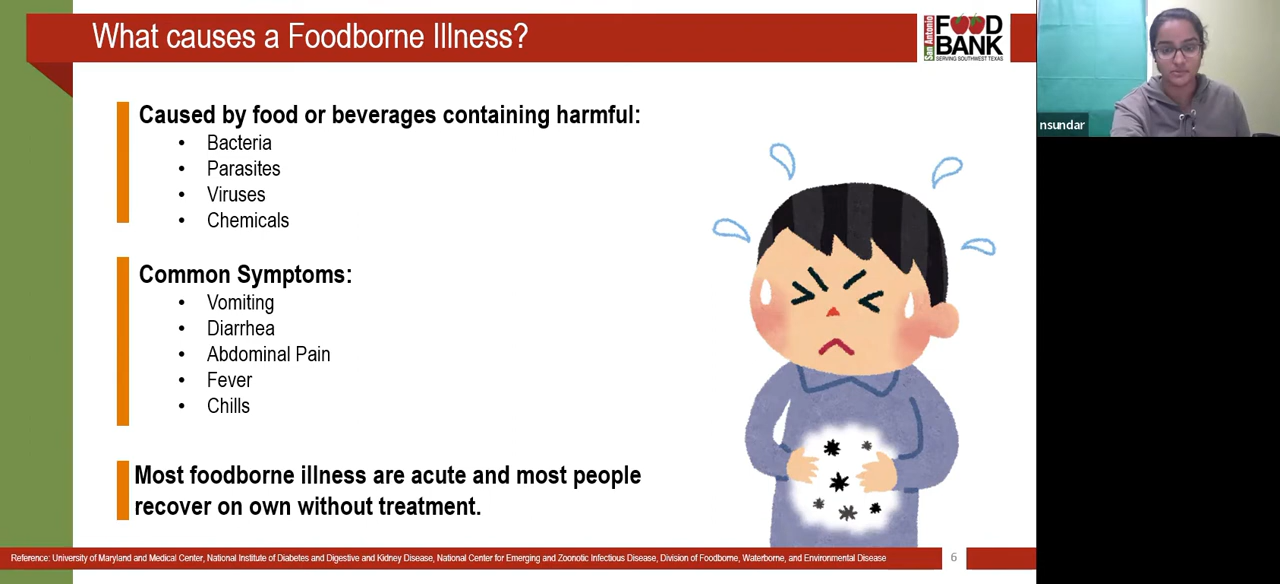 What causes a Foodborne Illness?
San Antonio
FOOD
BANK
SERVING SOUTHWEST TEXAS
nsundar
Caused by food or beverages containing harmful:
• Bacteria
• Parasites
• Viruses
• Chemicals
Common Symptoms:
• Vomiting
• Diarrhea
• Abdominal Pain
• Fever
• Chills
Most foodborne illness are acute and most people
recover on own without treatment.
Reference: University of Maryland and Medical Center, National Institute of Diabetes and Digestive and Kidney Disease, National Center for Emerging and Zoonotic Infectious Disease, Division of Foodborne, Waterborne, and Environmental Disease
6